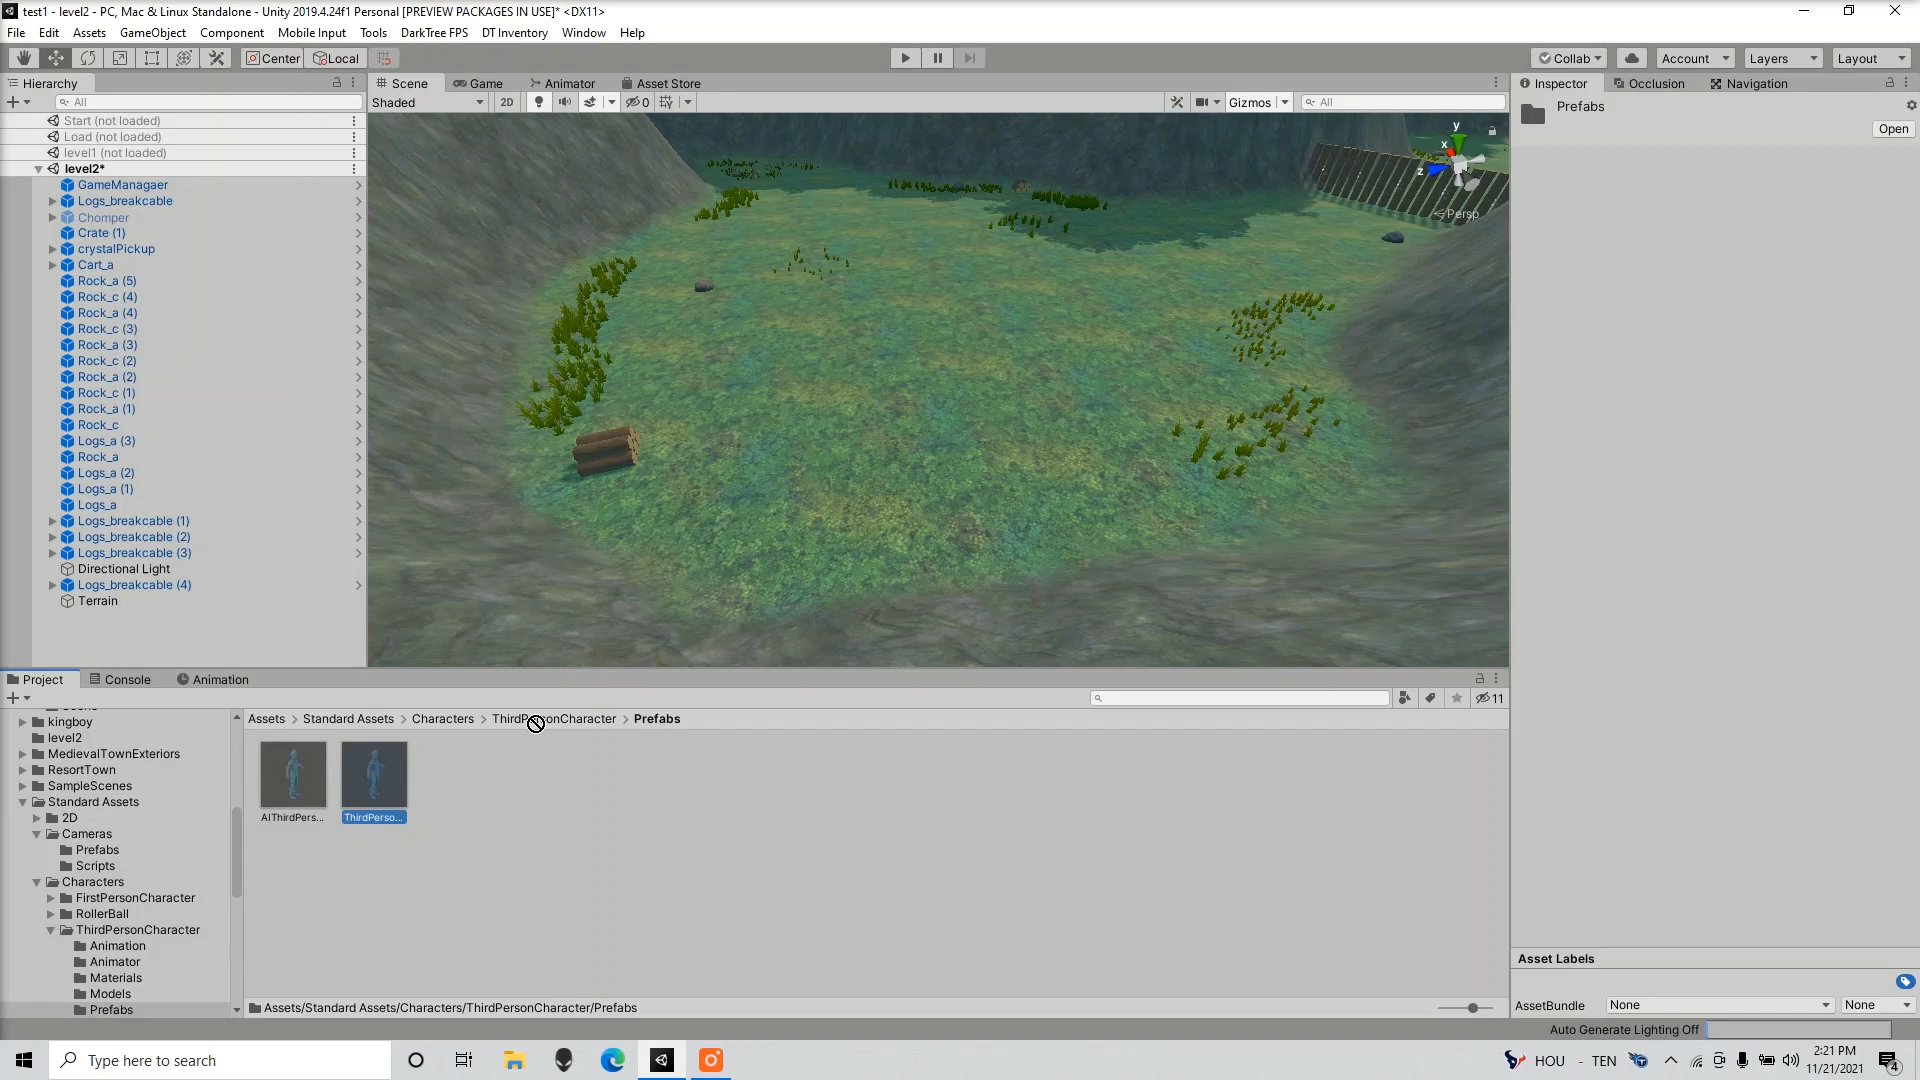 test1 - level2 - PC, Mac & Linux Standalone - Unity 2019.4.24f1 Personal [PREVIEW PACKAGES IN USE]* <DX11>
File Edit Assets GameObject Component Mobile Input Tools DarkTree FPS DT Inventory Window Help
Center Local Collab Account Layers Layout
Hierarchy Scene Game Animator Asset Store Inspector Occlusion Navigation
All Shaded 2D 0 Gizmos All
Prefabs
Open
Start (not loaded)
Load (not loaded)
level1 (not loaded)
level2*
GameManagaer
Logs_breakcable
Chomper
Crate (1)
crystalPickup
Cart_a
Rock_a (5)
Rock_c (4)
Rock_a (4)
Rock_c (3)
Rock_a (3)
Rock_c (2)
Rock_a (2)
Rock_c (1)
Rock_a (1)
Rock_c
Logs_a (3)
Rock_a
Logs_a (2)
Logs_a (1)
Logs_a
Logs_breakcable (1)
Logs_breakcable (2)
Logs_breakcable (3)
Directional Light
Logs_breakcable (4)
Terrain
y
x
z
Persp
Project Console Animation
11
kingboy
level2
MedievalTownExteriors
ResortTown
SampleScenes
Standard Assets
2D
Cameras
Prefabs
Scripts
Characters
FirstPersonCharacter
RollerBall
ThirdPersonCharacter
Animation
Animator
Materials
Models
Prefabs
Assets > Standard Assets > Characters > ThirdPersonCharacter > Prefabs
AIThirdPers... ThirdPerso...
Assets/Standard Assets/Characters/ThirdPersonCharacter/Prefabs
Asset Labels
AssetBundle None None
Auto Generate Lighting Off
Type here to search
HOU - TEN
2:21 PM
11/21/2021
4